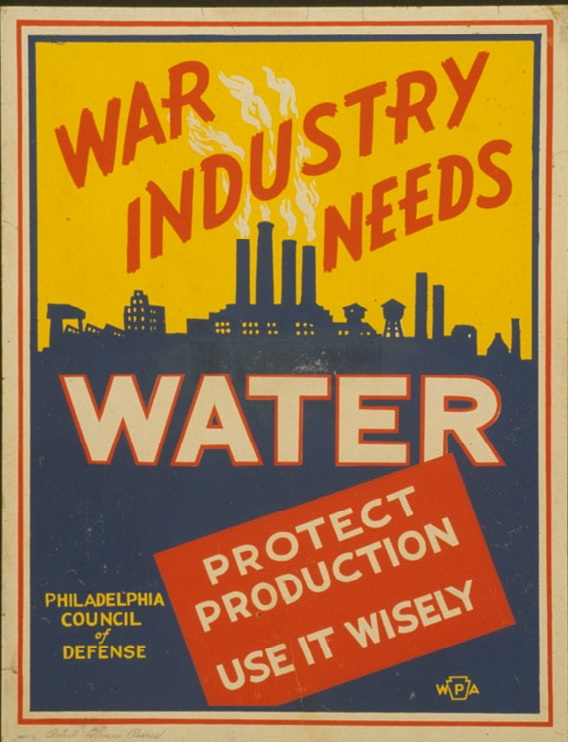 WAR
INDUSTRY
NEEDS
WATER
PROTECT
PRODUCTION
USE IT WISELY
PHILADELPHIA
COUNCIL
of
DEFENSE
WPA